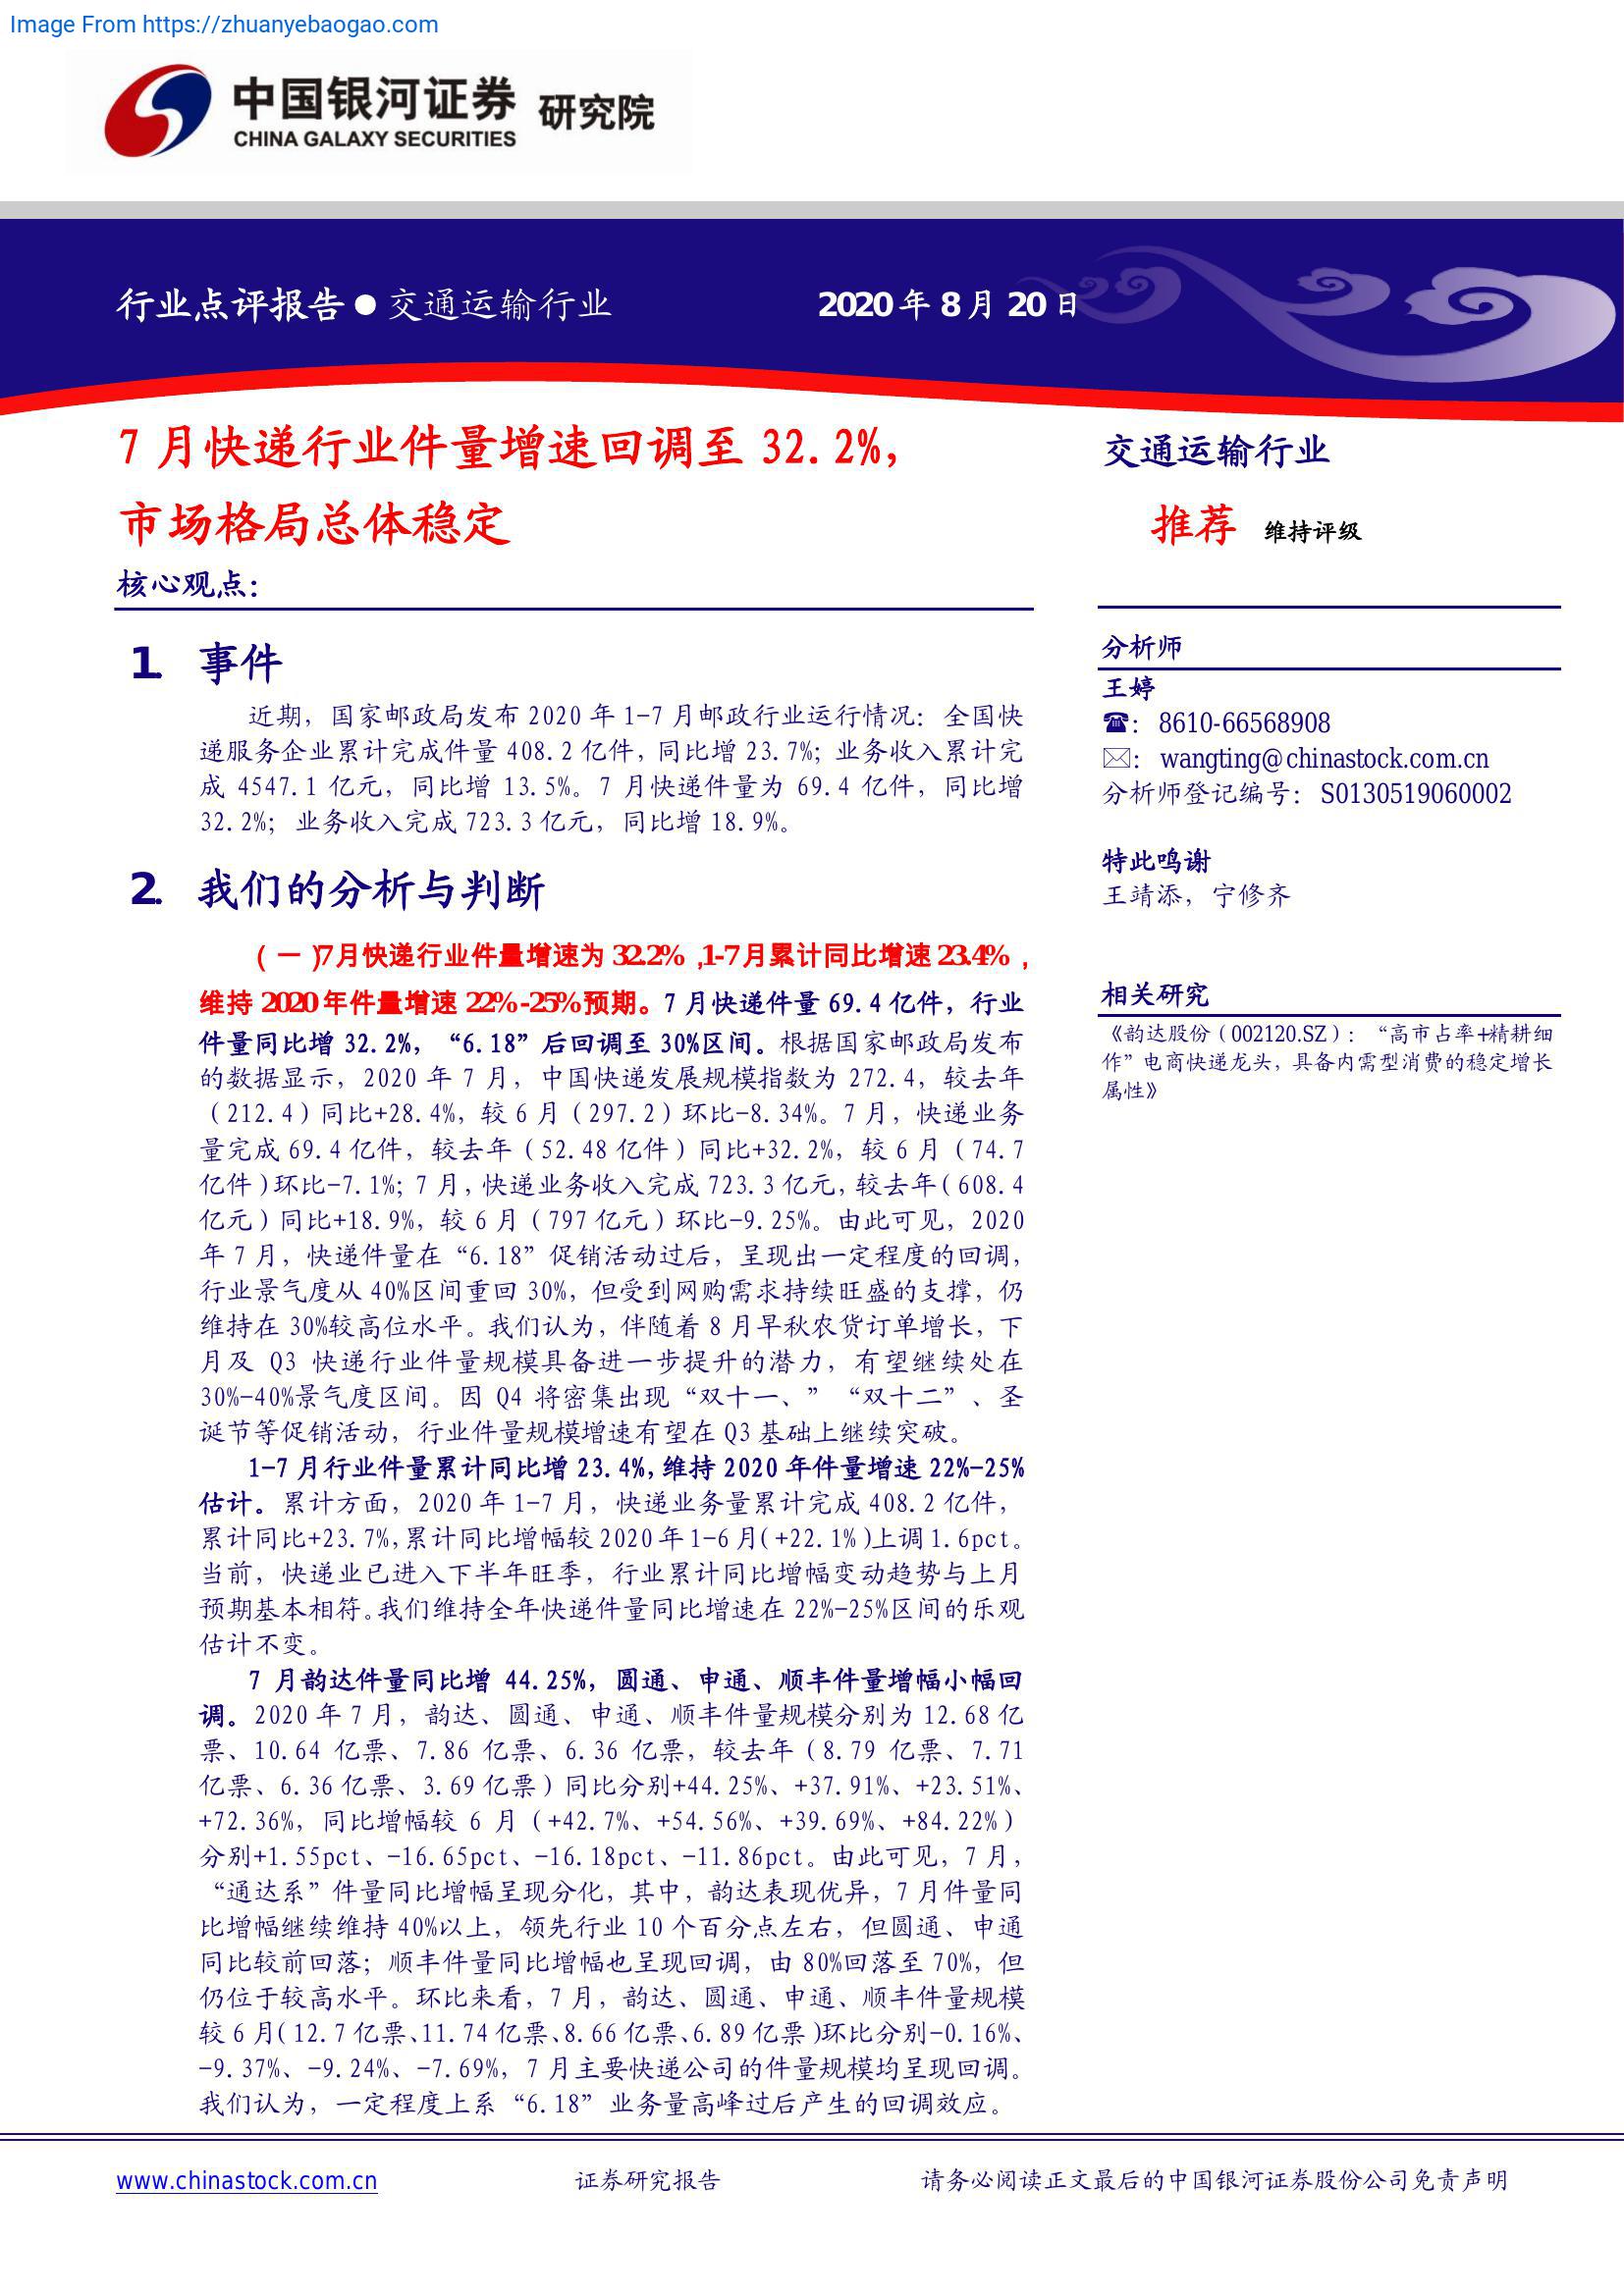 Image From https://zhuanyebaogao.com
中国银河证券 研究院
CHINA GALAXY SECURITIES
行业点评报告●交通运输行业 2020年8月20日
7月快递行业件量增速回调至 32.2%,
市场格局总体稳定
核心观点:
1. 事件
近期，国家邮政局发布 2020 年 1-7 月邮政行业运行情况：全国快
递服务企业累计完成件量 408.2 亿件，同比增 23.7%；业务收入累计完
成 4547.1 亿元，同比增 13.5%。7 月快递件量为 69.4 亿件，同比增
32.2%；业务收入完成 723.3 亿元，同比增 18.9%。
2. 我们的分析与判断
(一)7月快递行业件量增速为 32.2%,1-7月累计同比增速 23.4%,
维持 2020 年件量增速 22%-25%预期。7 月快递件量 69.4 亿件，行业
件量同比增 32.2%，“6.18”后回调至 30%区间。根据国家邮政局发布
的数据显示，2020 年 7 月，中国快递发展规模指数为 272.4，较去年
（212.4）同比+28.4%，较 6 月（297.2）环比-8.34%。7 月，快递业务
量完成 69.4 亿件，较去年（52.48 亿件）同比+32.2%，较 6 月（74.7
亿件）环比-7.1%；7 月，快递业务收入完成 723.3 亿元，较去年（608.4
亿元）同比+18.9%，较 6 月（797 亿元）环比-9.25%。由此可见，2020
年 7 月，快递件量在“6.18”促销活动过后，呈现出一定程度的回调，
行业景气度从 40%区间重回 30%，但受到网购需求持续旺盛的支撑，仍
维持在 30%较高位水平。我们认为，伴随着 8 月早秋农货订单增长，下
月及 Q3 快递行业件量规模具备进一步提升的潜力，有望继续处在
30%-40%景气度区间。因 Q4 将密集出现“双十一、”“双十二”、圣
诞节等促销活动，行业件量规模增速有望在 Q3 基础上继续突破。
1-7 月行业件量累计同比增 23.4%，维持 2020 年件量增速 22%-25%
估计。累计方面，2020 年 1-7 月，快递业务量累计完成 408.2 亿件，
累计同比+23.7%，累计同比增幅较 2020 年 1-6 月（+22.1%）上调 1.6pct。
当前，快递业已进入下半年旺季，行业累计同比增幅变动趋势与上月
预期基本相符。我们维持全年快递件量同比增速在 22%-25%区间的乐观
估计不变。
7 月韵达件量同比增 44.25%，圆通、申通、顺丰件量增幅小幅回
调。2020 年 7 月，韵达、圆通、申通、顺丰件量规模分别为 12.68 亿
票、10.64 亿票、7.86 亿票、6.36 亿票，较去年（8.79 亿票、7.71
亿票、6.36 亿票、3.69 亿票）同比分别+44.25%、+37.91%、+23.51%、
+72.36%，同比增幅较 6 月（+42.7%、+54.56%、+39.69%、+84.22%）
分别+1.55pct、-16.65pct、-16.18pct、-11.86pct。由此可见，7 月，
“通达系”件量同比增幅呈现分化，其中，韵达表现优异，7 月件量同
比增幅继续维持 40%以上，领先行业 10 个百分点左右，但圆通、申通
同比较前回落；顺丰件量同比增幅也呈现回调，由 80%回落至 70%，但
仍位于较高水平。环比来看，7 月，韵达、圆通、申通、顺丰件量规模
较 6 月（12.7 亿票、11.74 亿票、8.66 亿票、6.89 亿票）环比分别-0.16%、
-9.37%、-9.24%、-7.69%，7 月主要快递公司的件量规模均呈现回调。
我们认为，一定程度上系“6.18”业务量高峰过后产生的回调效应。
交通运输行业
推荐 维持评级
分析师
王婷
☎：8610-66568908
✉：wangting@chinastock.com.cn
分析师登记编号：S0130519060002
特此鸣谢
王靖添，宁修齐
相关研究
《韵达股份（002120.SZ）：“高市占率+精耕细
作”电商快递龙头，具备内需型消费的稳定增长
属性》
www.chinastock.com.cn 证券研究报告 请务必阅读正文最后的中国银河证券股份公司免责声明